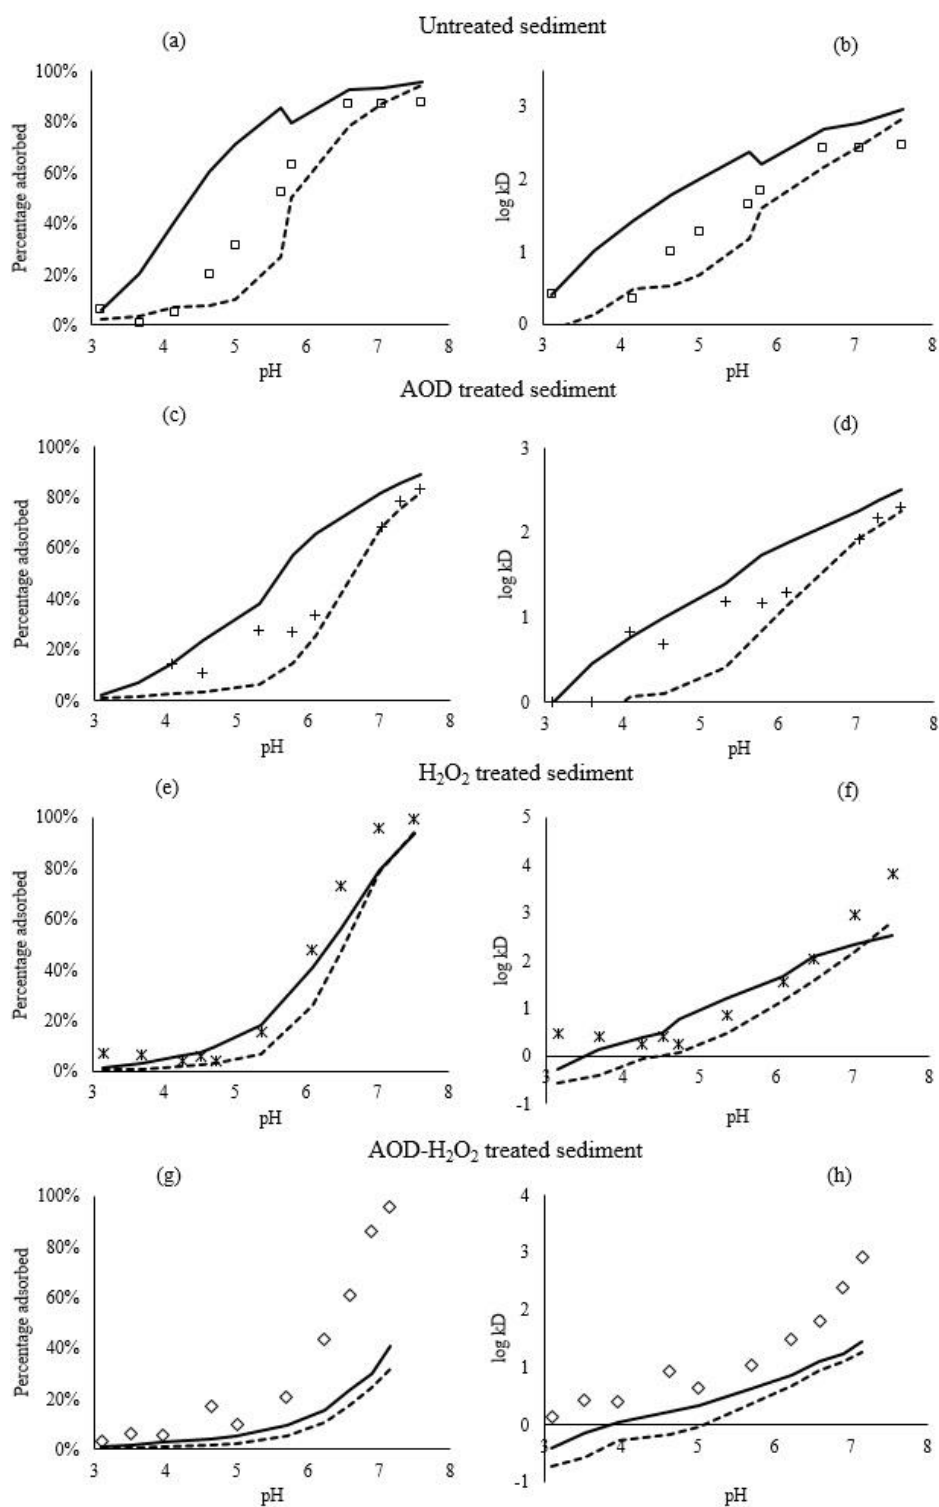 Untreated sediment
(a)
(b)
100%
80%
60%
40%
20%
0%
Percentage adsorbed
3 4 5 6 7 8
pH
3
2
1
0
log kD
3 4 5 6 7 8
pH
AOD treated sediment
(c)
(d)
100%
80%
60%
40%
20%
0%
Percentage adsorbed
3 4 5 6 7 8
pH
3
2
1
0
log kD
3 4 5 6 7 8
pH
H₂O₂ treated sediment
(e)
(f)
100%
80%
60%
40%
20%
0%
Percentage adsorbed
3 4 5 6 7 8
pH
5
4
3
2
1
0
-1
log kD
3 4 5 6 7 8
pH
AOD-H₂O₂ treated sediment
(g)
(h)
100%
80%
60%
40%
20%
0%
Percentage adsorbed
3 4 5 6 7 8
pH
4
3
2
1
0
-1
log kD
3 4 5 6 7 8
pH